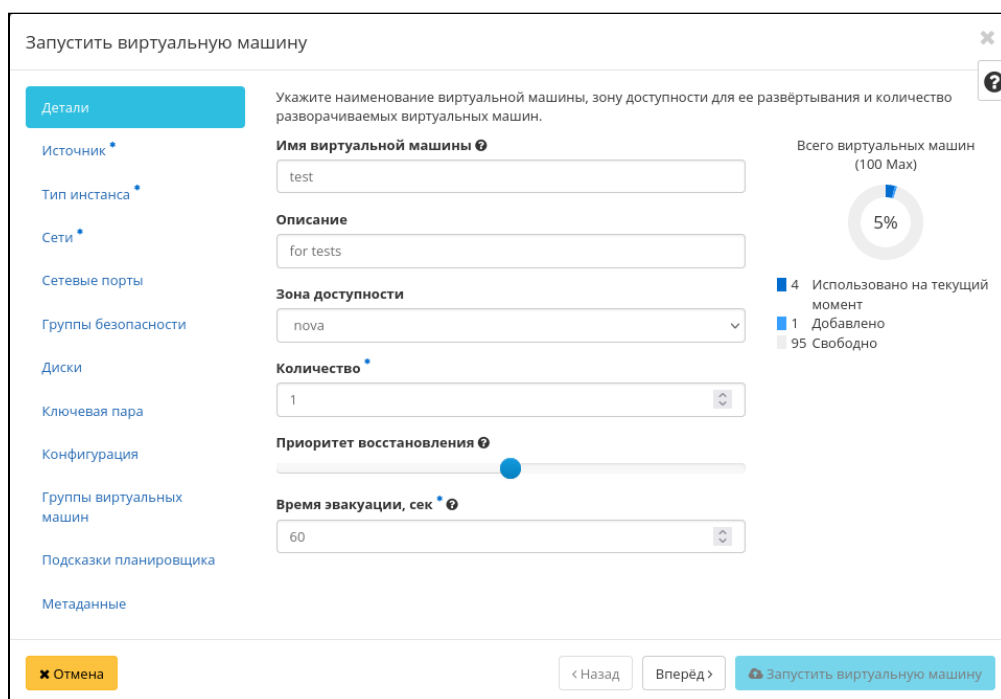 Запустить виртуальную машину
Детали
Источник *
Тип инстанса *
Сети *
Сетевые порты
Группы безопасности
Диски
Ключевая пара
Конфигурация
Группы виртуальных
машин
Подсказки планировщика
Метаданные
Укажите наименование виртуальной машины, зону доступности для ее развёртывания и количество
разворачиваемых виртуальных машин.
Имя виртуальной машины
test
Описание
for tests
Зона доступности
nova
Количество *
1
Приоритет восстановления
Время эвакуации, сек *
60
Всего виртуальных машин
(100 Max)
5%
4 Использовано на текущий
момент
1 Добавлено
95 Свободно
Отмена
Назад
Вперёд
Запустить виртуальную машину